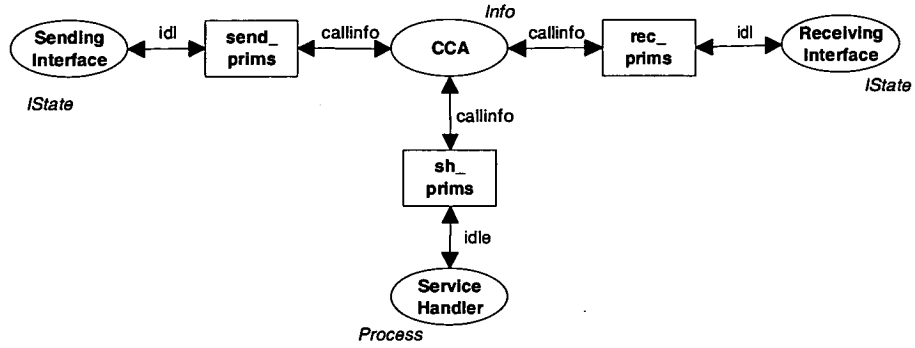 Info
Sending Interface
idl
send_ prims
callinfo
CCA
callinfo
rec_ prims
idl
Receiving Interface
IState
IState
callinfo
sh_ prims
idle
Service Handler
Process